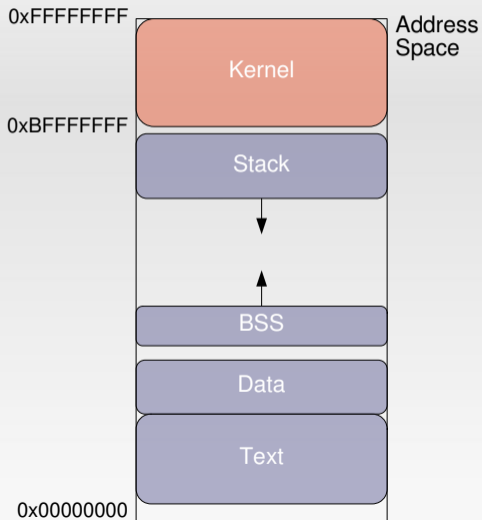 0xFFFFFFFF
Address
Space
Kernel
0xBFFFFFFF
Stack
BSS
Data
Text
0x00000000